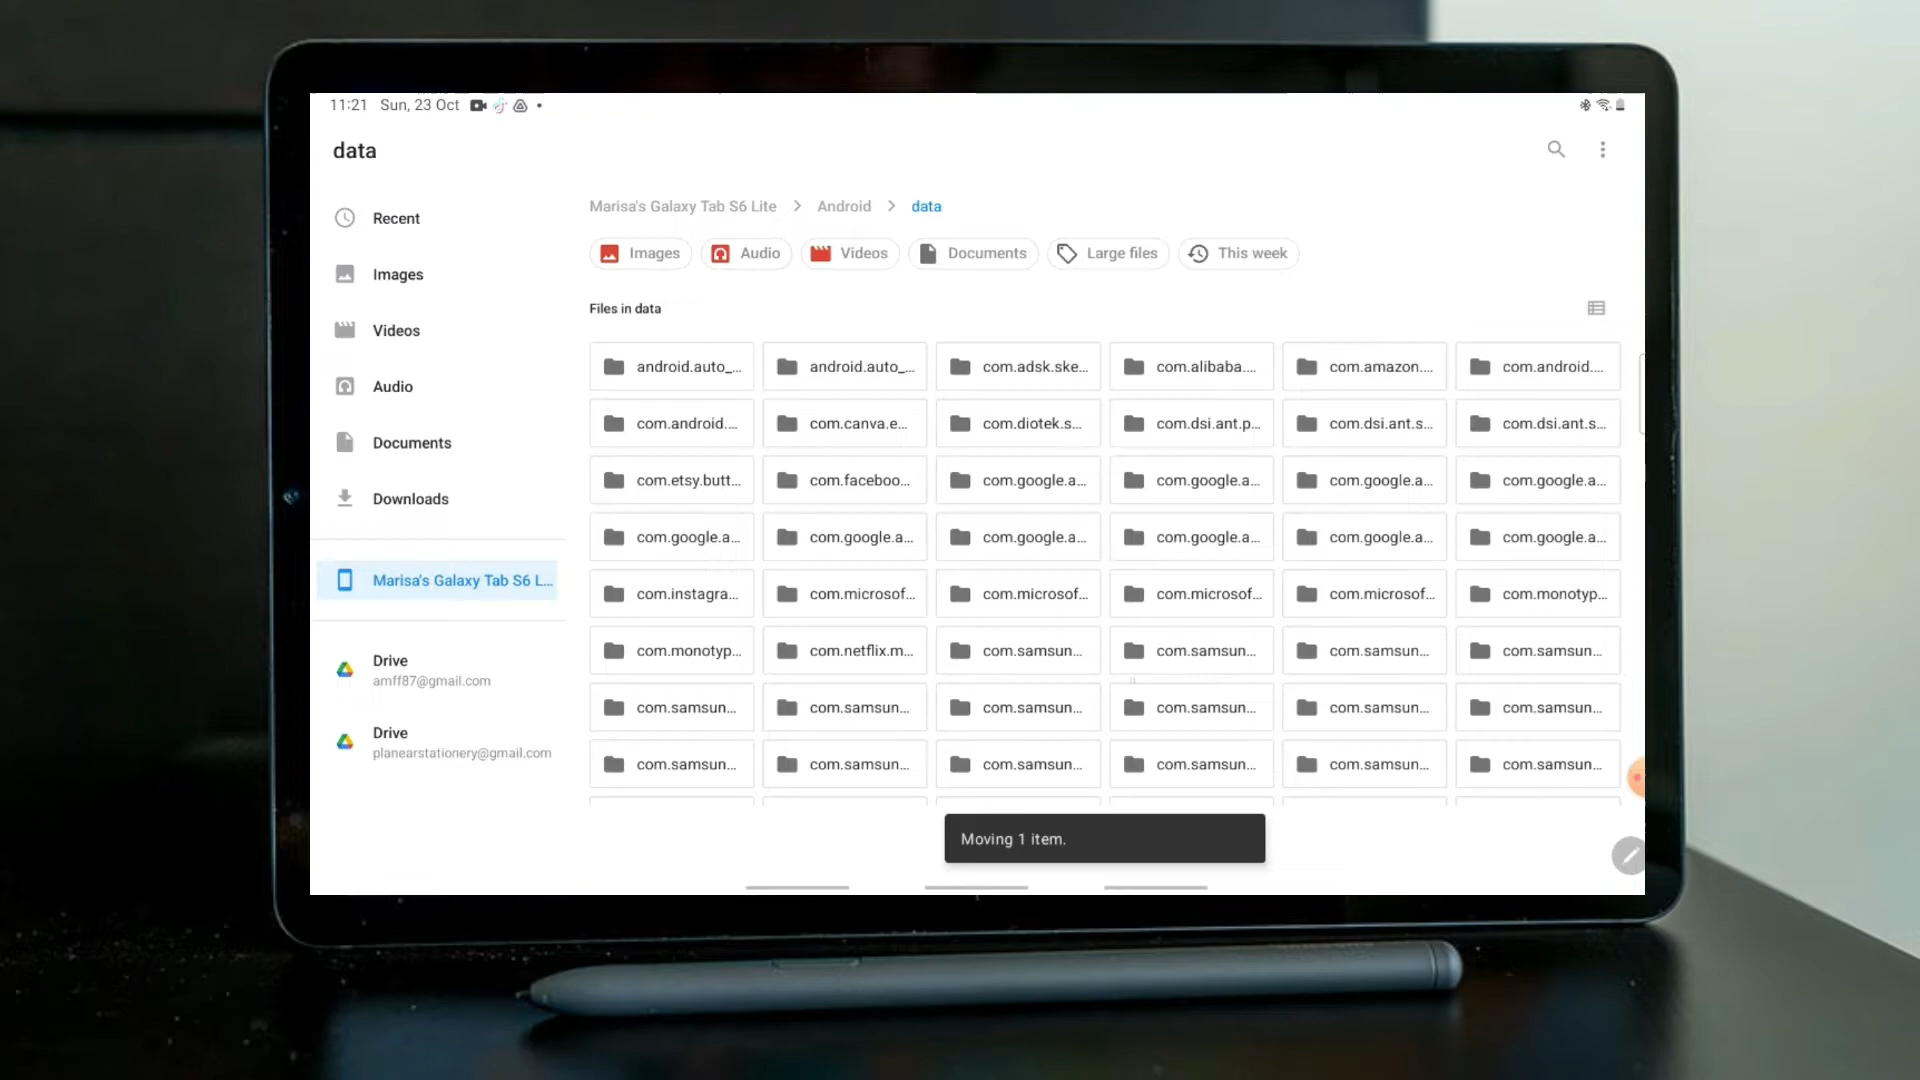 11:21 Sun, 23 Oct
data
Recent
Images
Videos
Audio
Documents
Downloads
Marisa's Galaxy Tab S6 L...
Drive
amff87@gmail.com
Drive
planearstationery@gmail.com
Marisa's Galaxy Tab S6 Lite > Android > data
Images Audio Videos Documents Large files This week
Files in data
android.auto_... android.auto_... com.adsk.ske... com.alibaba.... com.amazon.... com.android....
com.android.... com.canva.e... com.diotek.s... com.dsi.ant.p... com.dsi.ant.s... com.dsi.ant.s...
com.etsy.butt... com.faceboo... com.google.a... com.google.a... com.google.a... com.google.a...
com.google.a... com.google.a... com.google.a... com.google.a... com.google.a... com.google.a...
com.instagra... com.microsof... com.microsof... com.microsof... com.microsof... com.monotyp...
com.monotyp... com.netflix.m... com.samsun... com.samsun... com.samsun... com.samsun...
com.samsun... com.samsun... com.samsun... com.samsun... com.samsun... com.samsun...
com.samsun... com.samsun... com.samsun... com.samsun... com.samsun... com.samsun...
Moving 1 item.